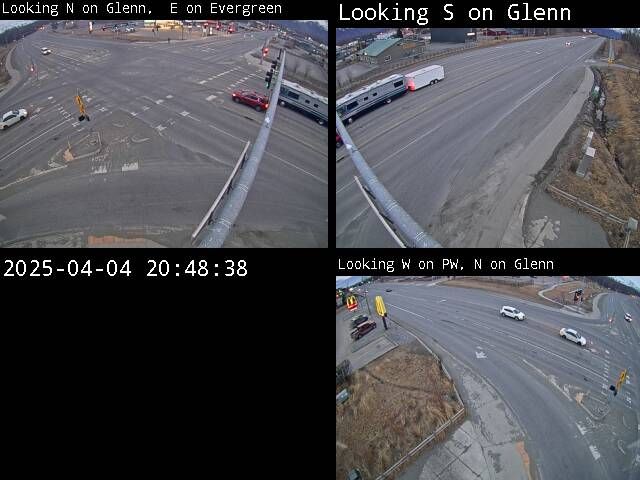 Looking N on Glenn,  E on Evergreen
Looking S on Glenn
2025-04-04 20:48:38
Looking W on PW, N on Glenn